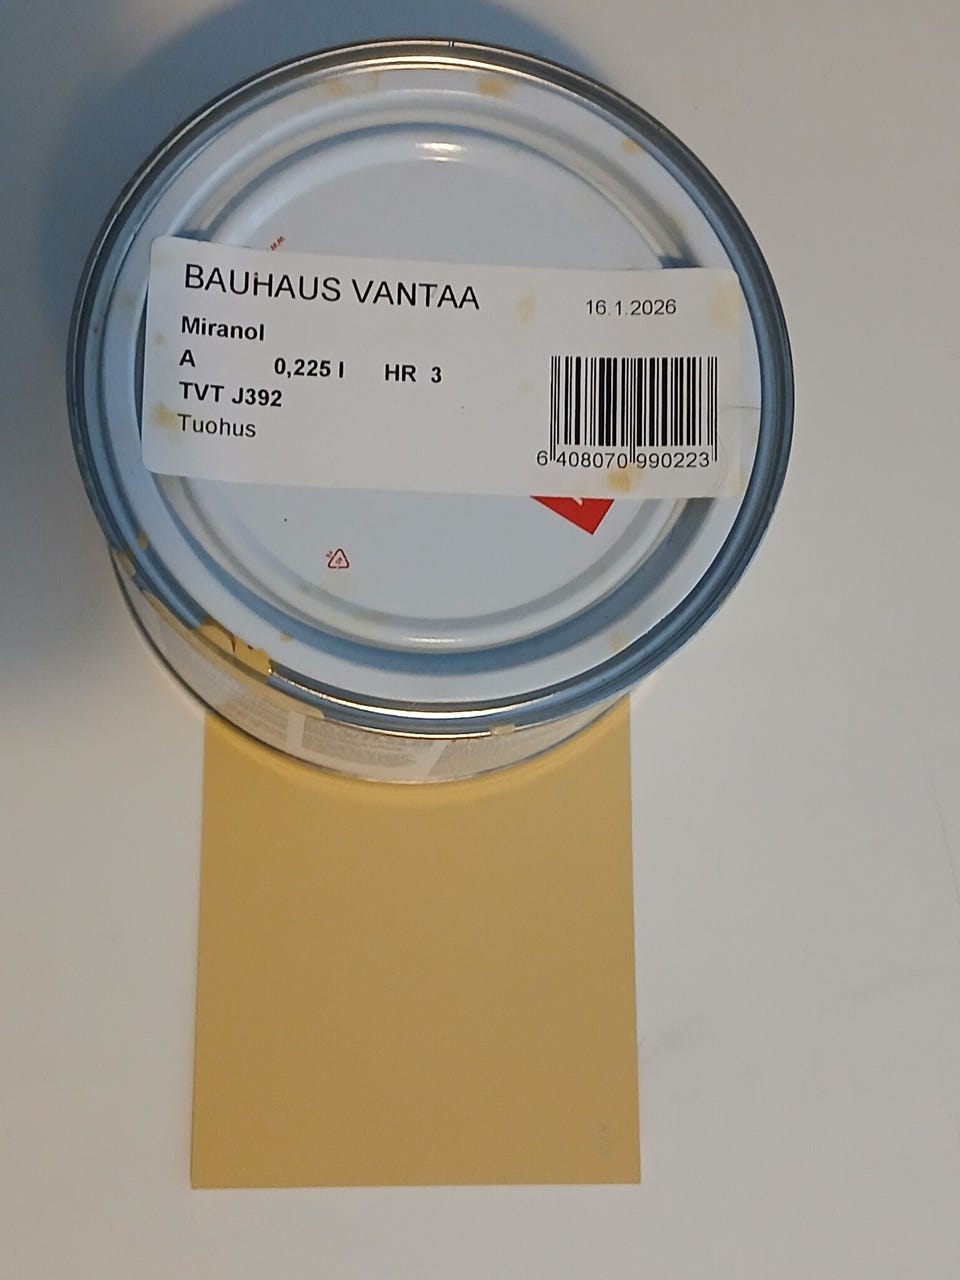 BAUHAUS VANTAA
16.1.2026
Miranol
A 0,225 l HR 3
TVT J392
Tuohus
6 408070 990223